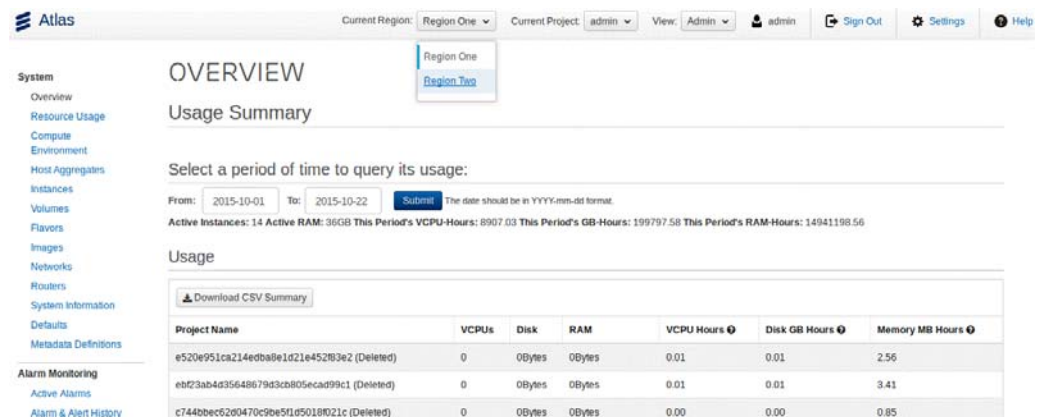 Atlas
Current Region: Region One Current Project: admin View: Admin admin Sign Out Settings Help
Region One
Region Two
System
Overview
Resource Usage
Compute
Environment
Host Aggregates
Instances
Volumes
Flavors
Images
Networks
Routers
System Information
Defaults
Metadata Definitions
Alarm Monitoring
Active Alarms
Alarm & Alert History
OVERVIEW
Usage Summary
Select a period of time to query its usage:
From: 2015-10-01 To: 2015-10-22 Submit The date should be in YYYY-mm-dd format.
Active Instances: 14 Active RAM: 36GB This Period's VCPU-Hours: 8907.03 This Period's GB-Hours: 199797.58 This Period's RAM-Hours: 14941198.56
Usage
Download CSV Summary
Project Name VCPUs Disk RAM VCPU Hours Disk GB Hours Memory MB Hours
e520e951ca214edba8e1d21e452f83e2 (Deleted) 0 0Bytes 0Bytes 0.01 0.01 2.56
ebf23ab4d35648679d3cb805ecad99c1 (Deleted) 0 0Bytes 0Bytes 0.01 0.01 3.41
c744bbec62d0470c9be5f1d5018f021c (Deleted) 0 0Bytes 0Bytes 0.00 0.00 0.85